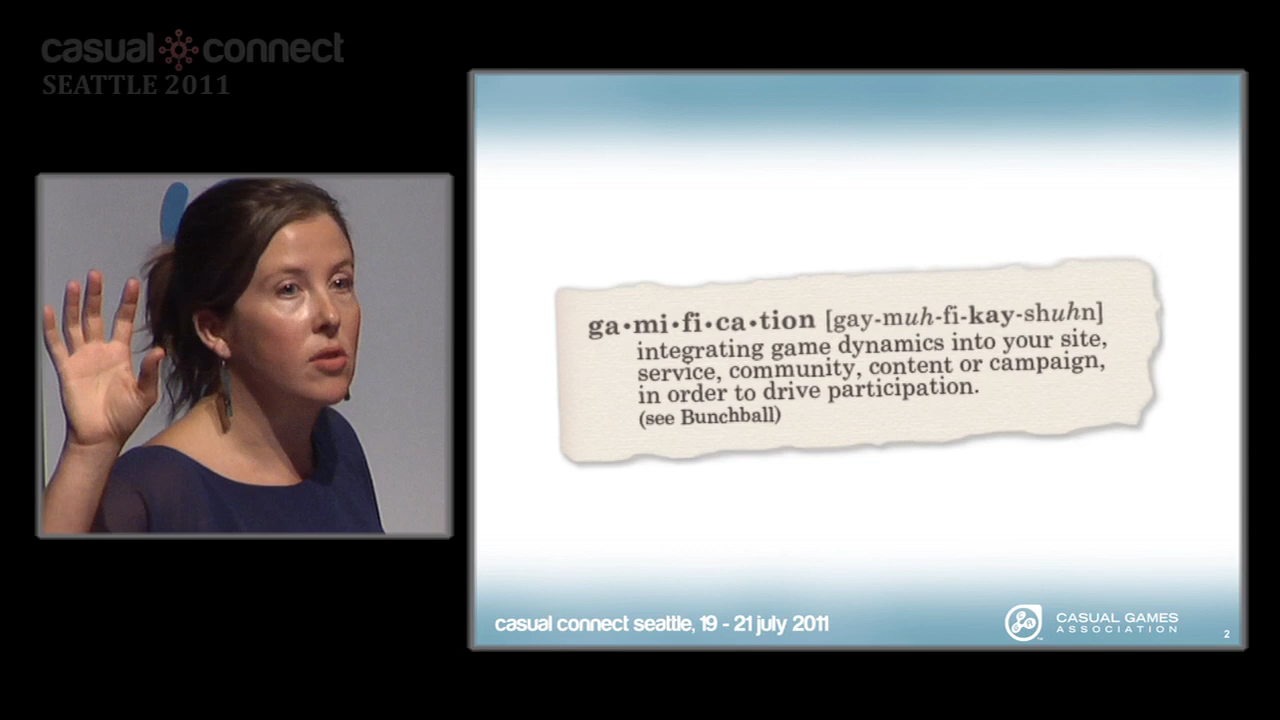 casual connect
SEATTLE 2011
ga•mi•fi•ca•tion [gay-muh-fi-kay-shuhn]
integrating game dynamics into your site,
service, community, content or campaign,
in order to drive participation.
(see Bunchball)
casual connect seattle, 19 - 21 july 2011
CASUAL GAMES
ASSOCIATION
2